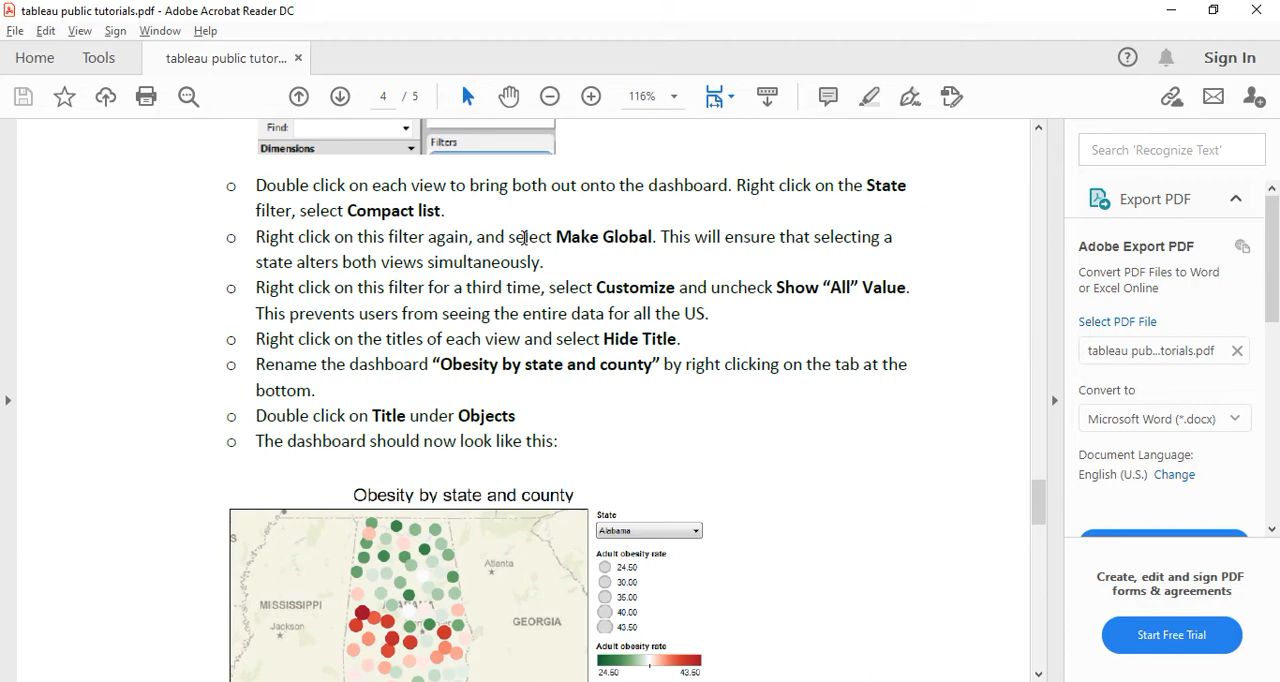 tableau public tutorials.pdf - Adobe Acrobat Reader DC
File Edit View Sign Window Help
Home Tools tableau public tutor... × Sign In
4 / 5 116%
Find:
Dimensions Filters
o Double click on each view to bring both out onto the dashboard. Right click on the State
filter, select Compact list.
o Right click on this filter again, and select Make Global. This will ensure that selecting a
state alters both views simultaneously.
o Right click on this filter for a third time, select Customize and uncheck Show “All” Value.
This prevents users from seeing the entire data for all the US.
o Right click on the titles of each view and select Hide Title.
o Rename the dashboard “Obesity by state and county” by right clicking on the tab at the
bottom.
o Double click on Title under Objects
o The dashboard should now look like this:
Obesity by state and county
State
Alabama
Adult obesity rate
24.50
30.00
35.00
40.00
43.50
Adult obesity rate
24.50 43.50
Atlanta
MISSISSIPPI
Jackson
GEORGIA
Search 'Recognize Text'
Export PDF
Adobe Export PDF
Convert PDF Files to Word
or Excel Online
Select PDF File
tableau pub...torials.pdf
Convert to
Microsoft Word (*.docx)
Document Language:
English (U.S.) Change
Create, edit and sign PDF
forms & agreements
Start Free Trial